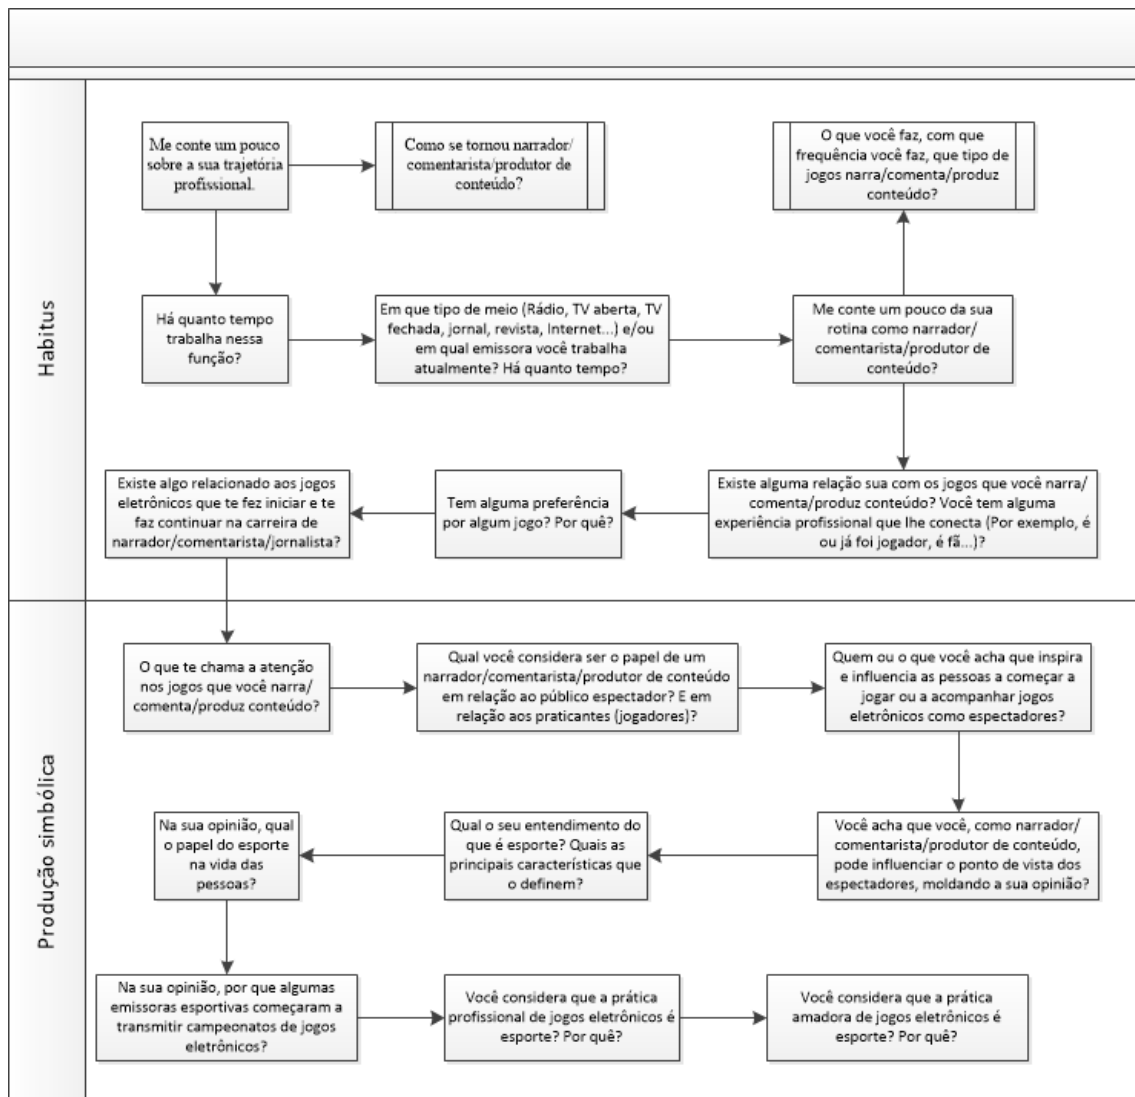 Habitus
Me conte um pouco
sobre a sua trajetória
profissional.
Como se tornou narrador/
comentarista/produtor de
conteúdo?
O que você faz, com que
frequência você faz, que tipo de
jogos narra/comenta/produz
conteúdo?
Há quanto tempo
trabalha nessa
função?
Em que tipo de meio (Rádio, TV aberta, TV
fechada, jornal, revista, Internet...) e/ou
em qual emissora você trabalha
atualmente? Há quanto tempo?
Me conte um pouco da sua
rotina como narrador/
comentarista/produtor de
conteúdo?
Existe alguma relação sua com os jogos que você narra/
comenta/produz conteúdo? Você tem alguma
experiência profissional que lhe conecta (Por exemplo, é
ou já foi jogador, é fã...)?
Tem alguma preferência
por algum jogo? Por quê?
Existe algo relacionado aos jogos
eletrônicos que te fez iniciar e te
faz continuar na carreira de
narrador/comentarista/jornalista?
Produção simbólica
O que te chama a atenção
nos jogos que você narra/
comenta/produz conteúdo?
Qual você considera ser o papel de um
narrador/comentarista/produtor de conteúdo
em relação ao público espectador? E em
relação aos praticantes (jogadores)?
Quem ou o que você acha que inspira
e influencia as pessoas a começar a
jogar ou a acompanhar jogos
eletrônicos como espectadores?
Você acha que você, como narrador/
comentarista/produtor de conteúdo,
pode influenciar o ponto de vista dos
espectadores, moldando a sua opinião?
Qual o seu entendimento do
que é esporte? Quais as
principais características que
o definem?
Na sua opinião, qual
o papel do esporte
na vida das
pessoas?
Na sua opinião, por que algumas
emissoras esportivas começaram a
transmitir campeonatos de jogos
eletrônicos?
Você considera que a prática
profissional de jogos eletrônicos é
esporte? Por quê?
Você considera que a prática
amadora de jogos eletrônicos é
esporte? Por quê?